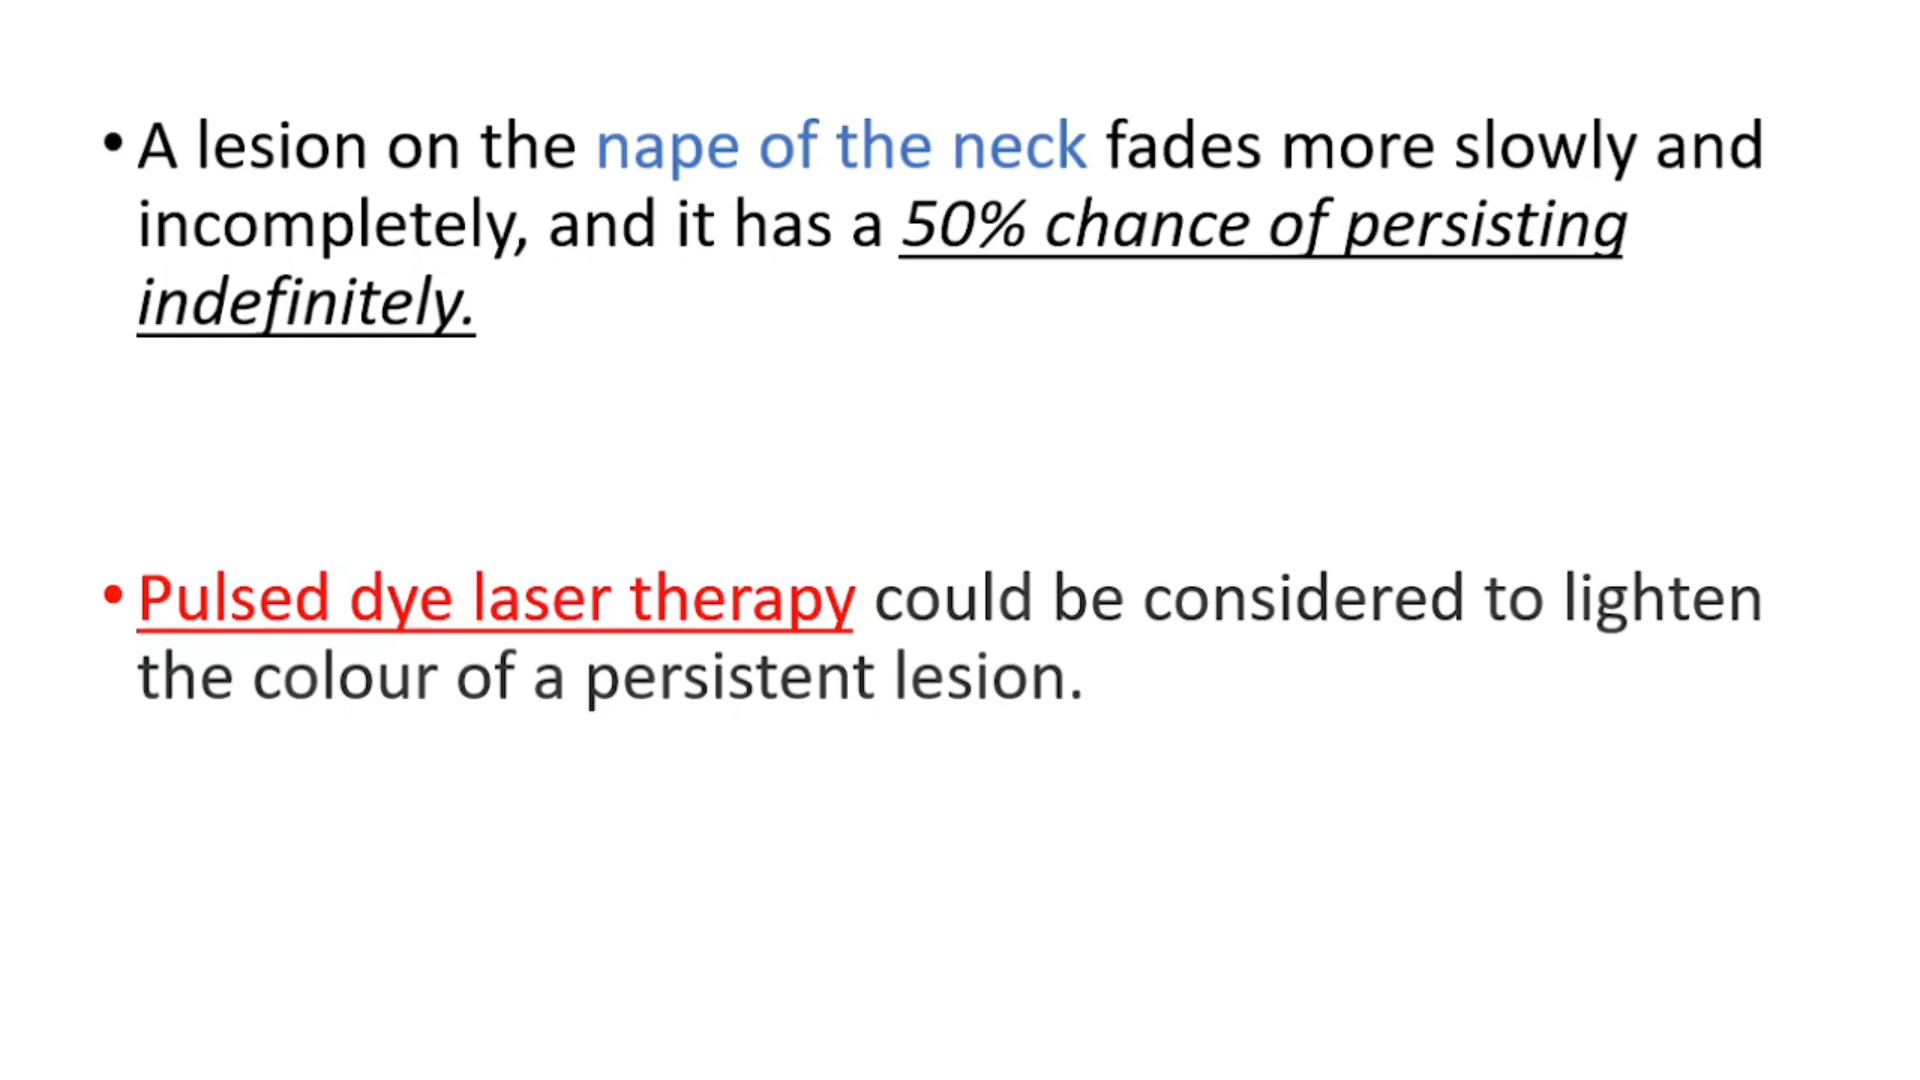 • A lesion on the nape of the neck fades more slowly and
incompletely, and it has a 50% chance of persisting
indefinitely.
• Pulsed dye laser therapy could be considered to lighten
the colour of a persistent lesion.